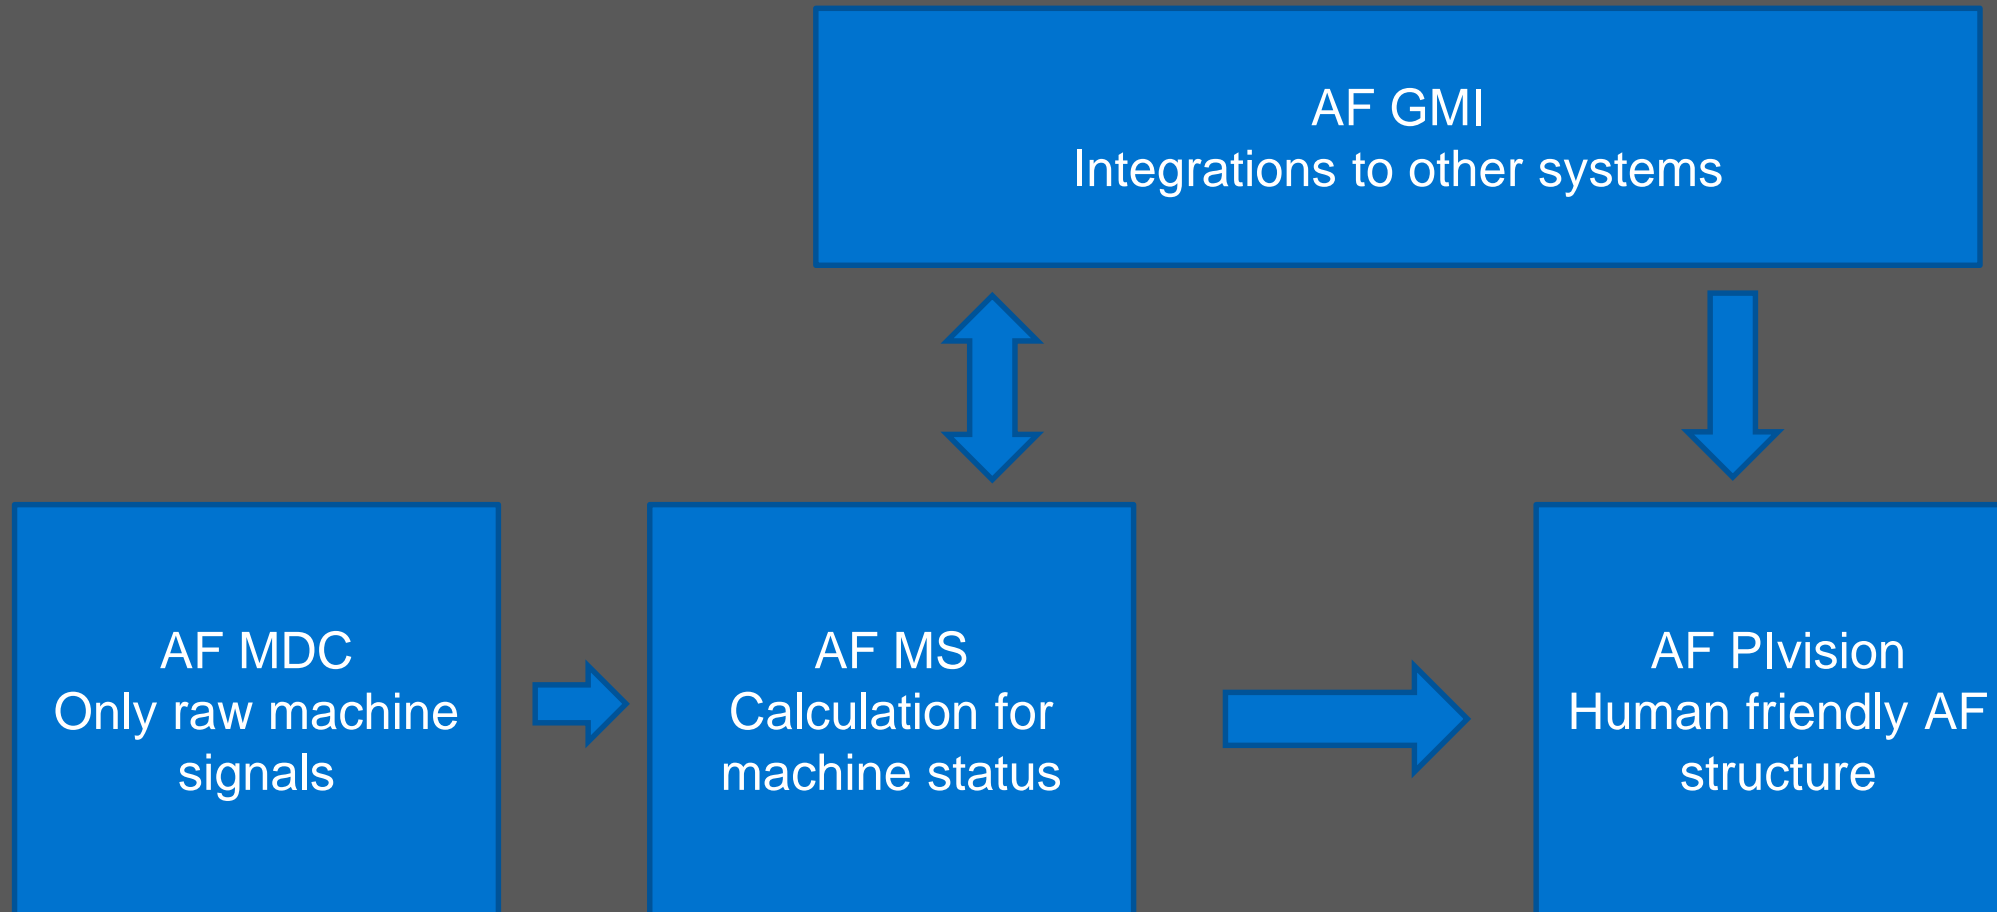 AF GMI
Integrations to other systems
AF MDC
Only raw machine
signals
AF MS
Calculation for
machine status
AF PIvision
Human friendly AF
structure